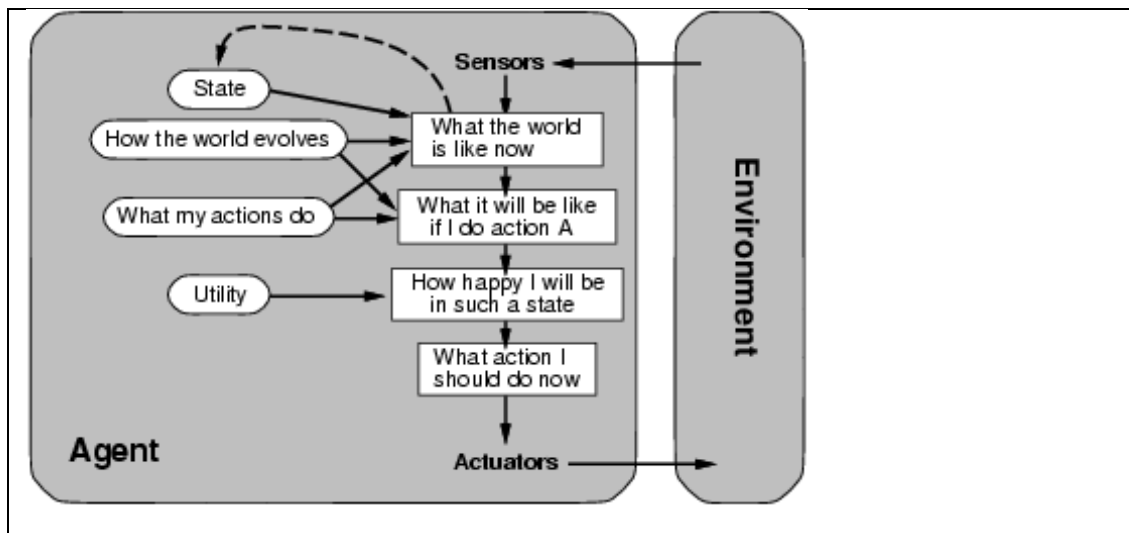 Sensors
State
What the world
is like now
How the world evolves
What it will be like
if I do action A
What my actions do
How happy I will be
in such a state
Utility
What action I
should do now
Agent
Actuators
Environment